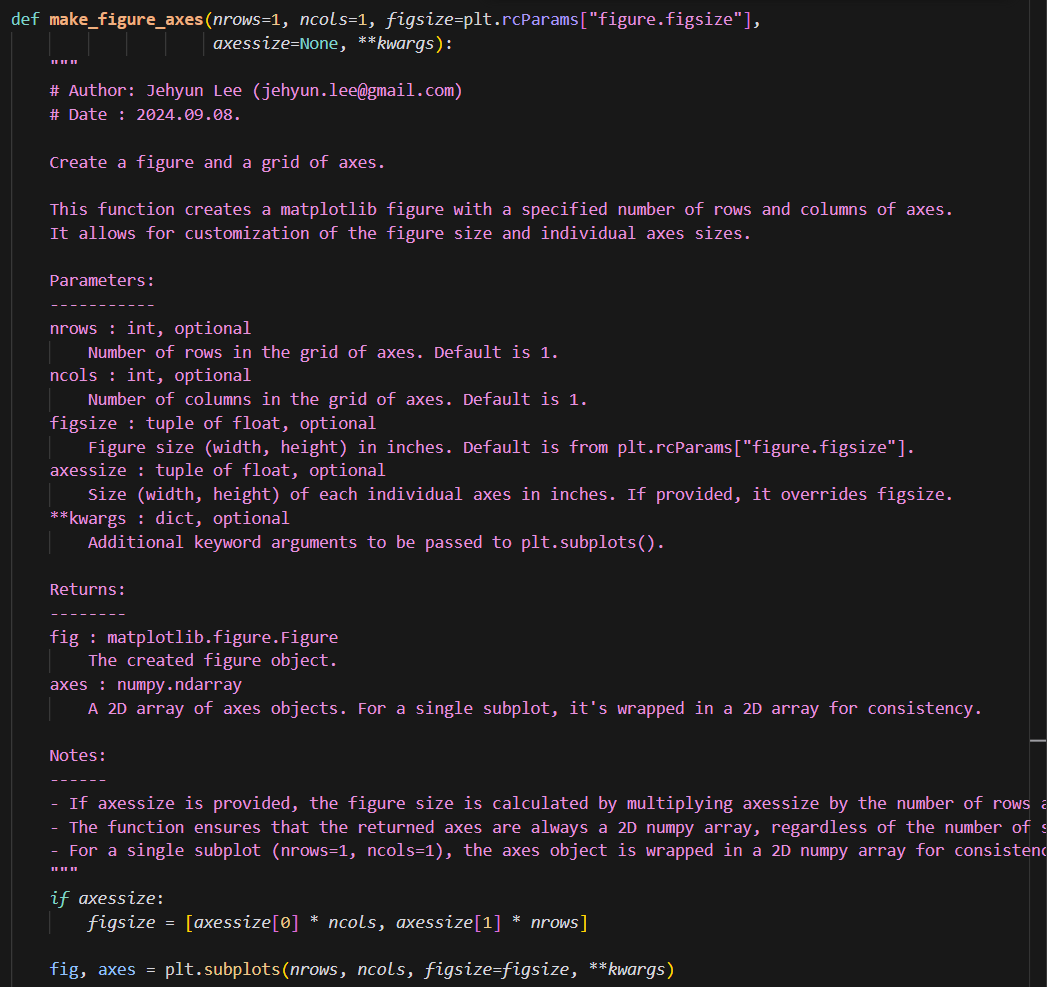 def make_figure_axes(nrows=1, ncols=1, figsize=plt.rcParams["figure.figsize"],
axessize=None, **kwargs):
"""
# Author: Jehyun Lee (jehyun.lee@gmail.com)
# Date : 2024.09.08.
Create a figure and a grid of axes.
This function creates a matplotlib figure with a specified number of rows and columns of axes.
It allows for customization of the figure size and individual axes sizes.
Parameters:
-----------
nrows : int, optional
Number of rows in the grid of axes. Default is 1.
ncols : int, optional
Number of columns in the grid of axes. Default is 1.
figsize : tuple of float, optional
Figure size (width, height) in inches. Default is from plt.rcParams["figure.figsize"].
axessize : tuple of float, optional
Size (width, height) of each individual axes in inches. If provided, it overrides figsize.
**kwargs : dict, optional
Additional keyword arguments to be passed to plt.subplots().
Returns:
--------
fig : matplotlib.figure.Figure
The created figure object.
axes : numpy.ndarray
A 2D array of axes objects. For a single subplot, it's wrapped in a 2D array for consistency.
Notes:
------
- If axessize is provided, the figure size is calculated by multiplying axessize by the number of rows
- The function ensures that the returned axes are always a 2D numpy array, regardless of the number of
- For a single subplot (nrows=1, ncols=1), the axes object is wrapped in a 2D numpy array for
"""
if axessize:
figsize = [axessize[0] * ncols, axessize[1] * nrows]
fig, axes = plt.subplots(nrows, ncols, figsize=figsize, **kwargs)